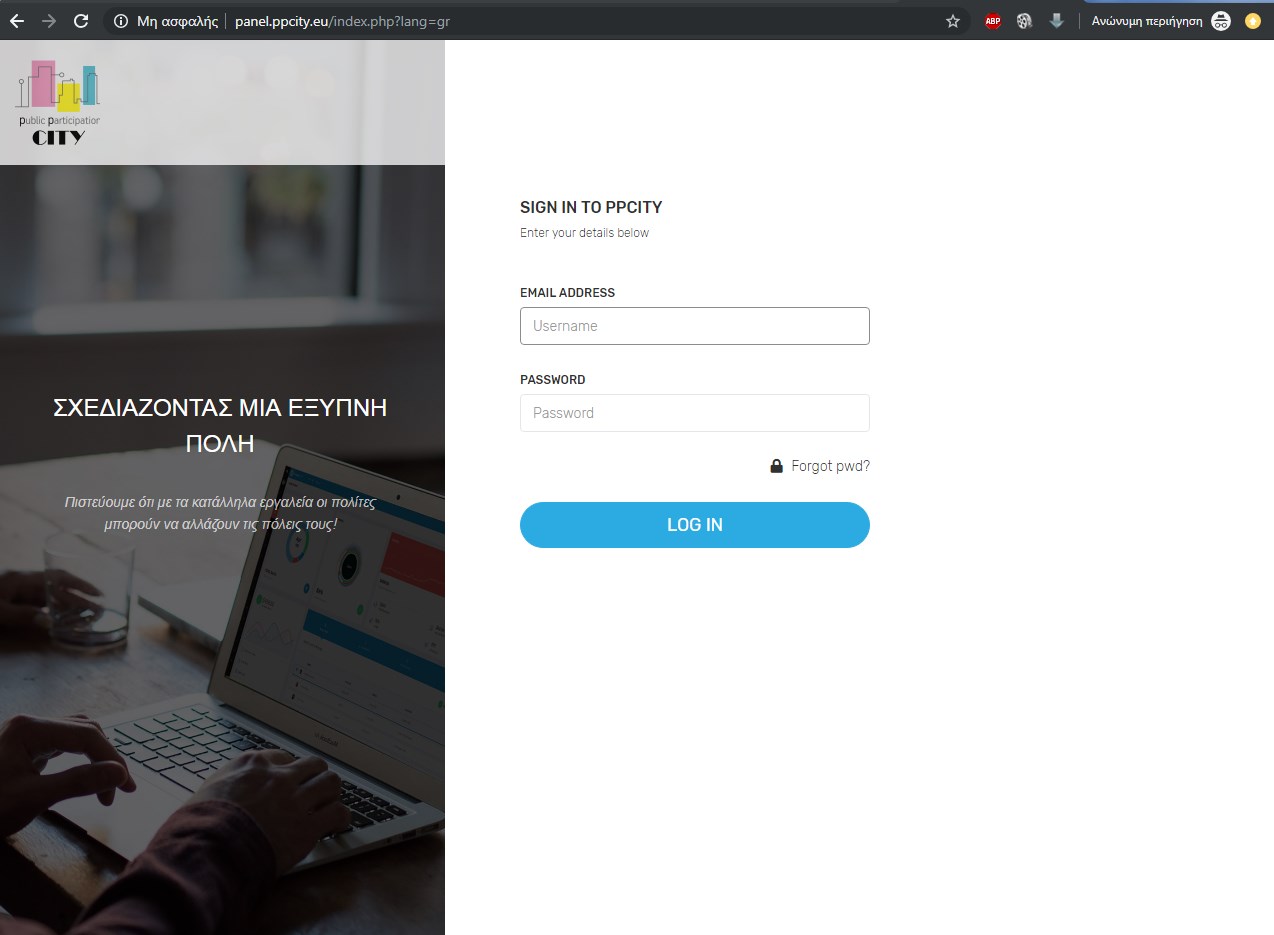 Μη ασφαλής
panel.ppcity.eu/index.php?lang=gr
ABP
Ανώνυμη περιήγηση
public participation
CITY
ΣΧΕΔΙΑΖΟΝΤΑΣ ΜΙΑ ΕΞΥΠΝΗ
ΠΟΛΗ
Πιστεύουμε ότι με τα κατάλληλα εργαλεία οι πολίτες
μπορούν να αλλάζουν τις πόλεις τους!
SIGN IN TO PPCITY
Enter your details below
EMAIL ADDRESS
Username
PASSWORD
Password
Forgot pwd?
LOG IN